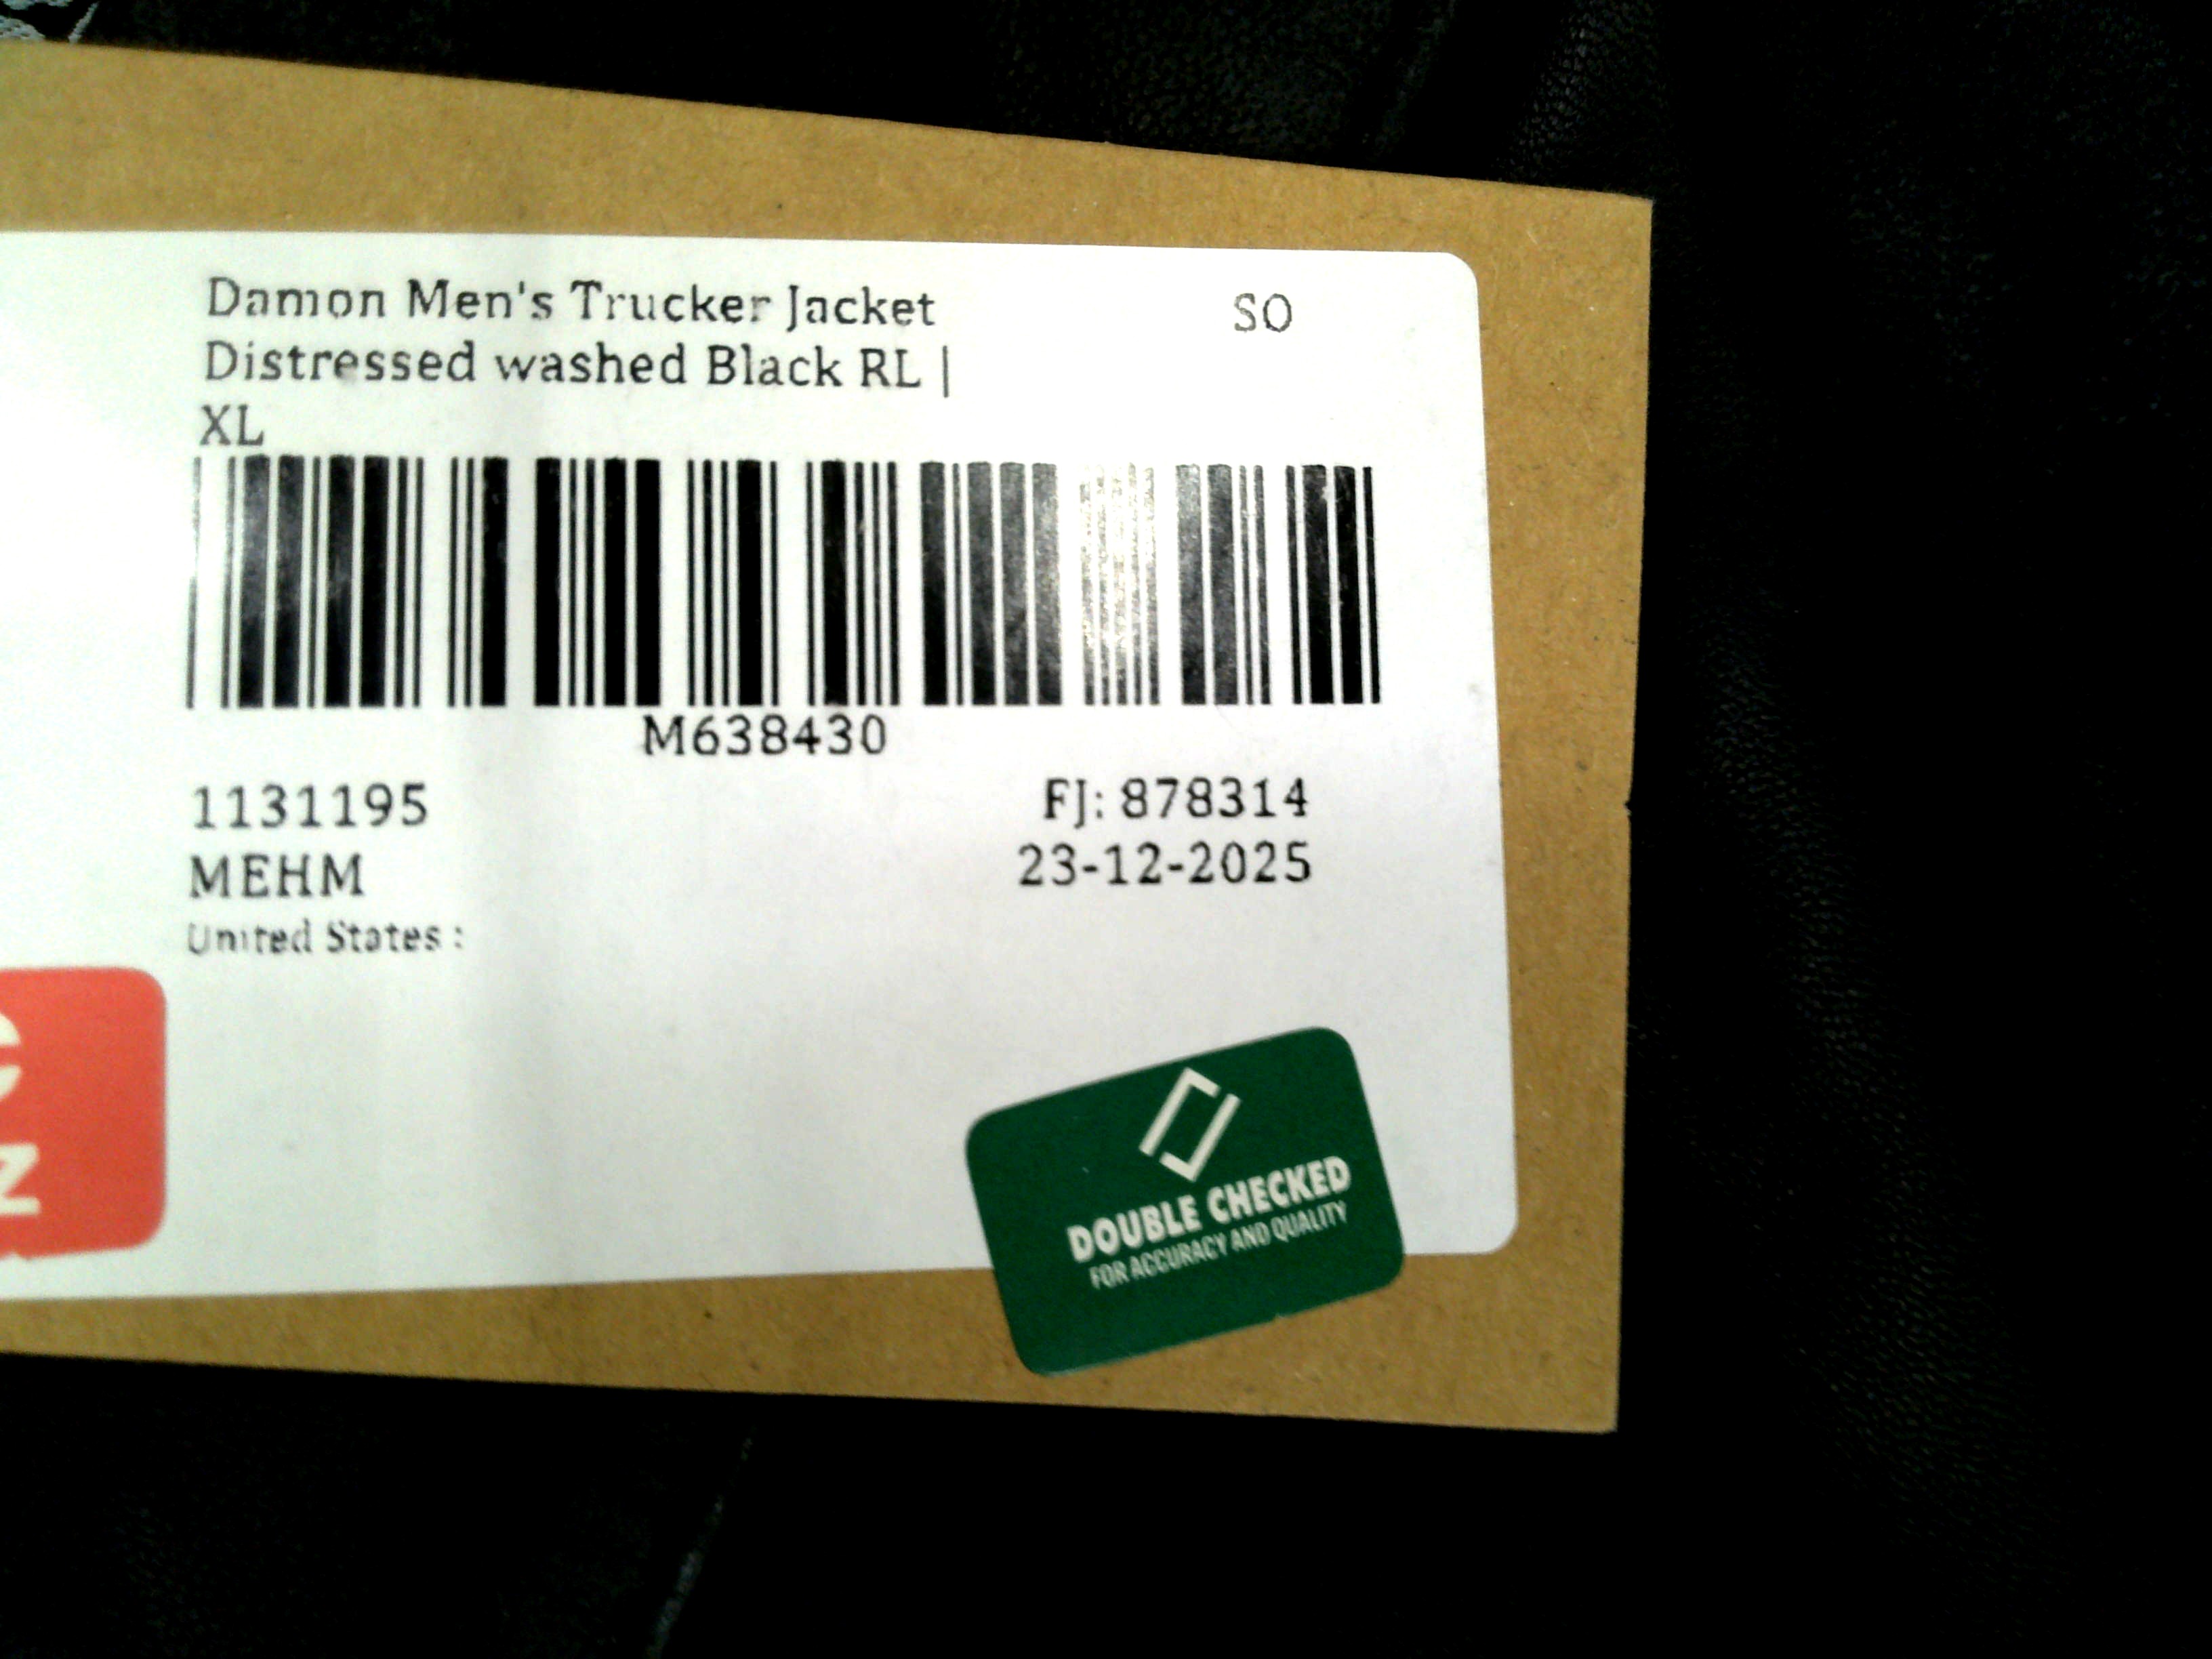 Damon Men's Trucker Jacket
SO
Distressed washed Black RL |
XL
M638430
1131195
FJ: 878314
MEHM
23-12-2025
United States :
DOUBLE CHECKED
FOR ACCURACY AND QUALITY